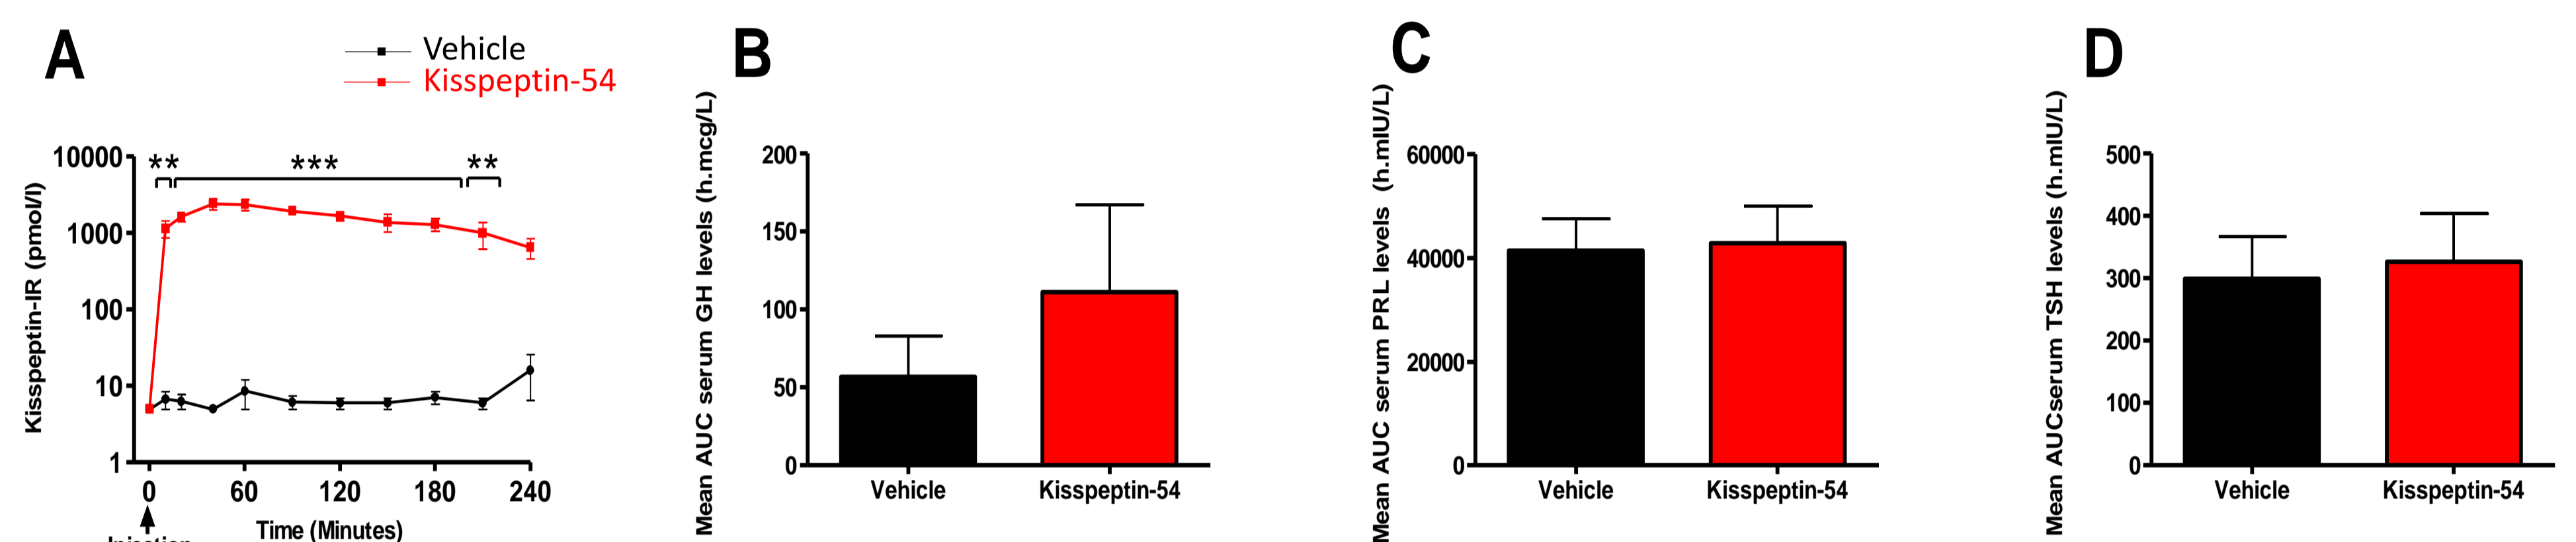 A
Vehicle
Kisspeptin-54
Kisspeptin-IR (pmol/l)
10000
1000
100
10
1
** *** **
0 60 120 180 240
Time (Minutes)
B
Mean AUC serum GH levels (h.mcg/L)
200
150
100
50
0
Vehicle Kisspeptin-54
C
Mean AUC serum PRL levels (h.mIU/L)
60000
40000
20000
0
Vehicle Kisspeptin-54
D
Mean AUCserum TSH levels (h.mIU/L)
500
400
300
200
100
0
Vehicle Kisspeptin-54